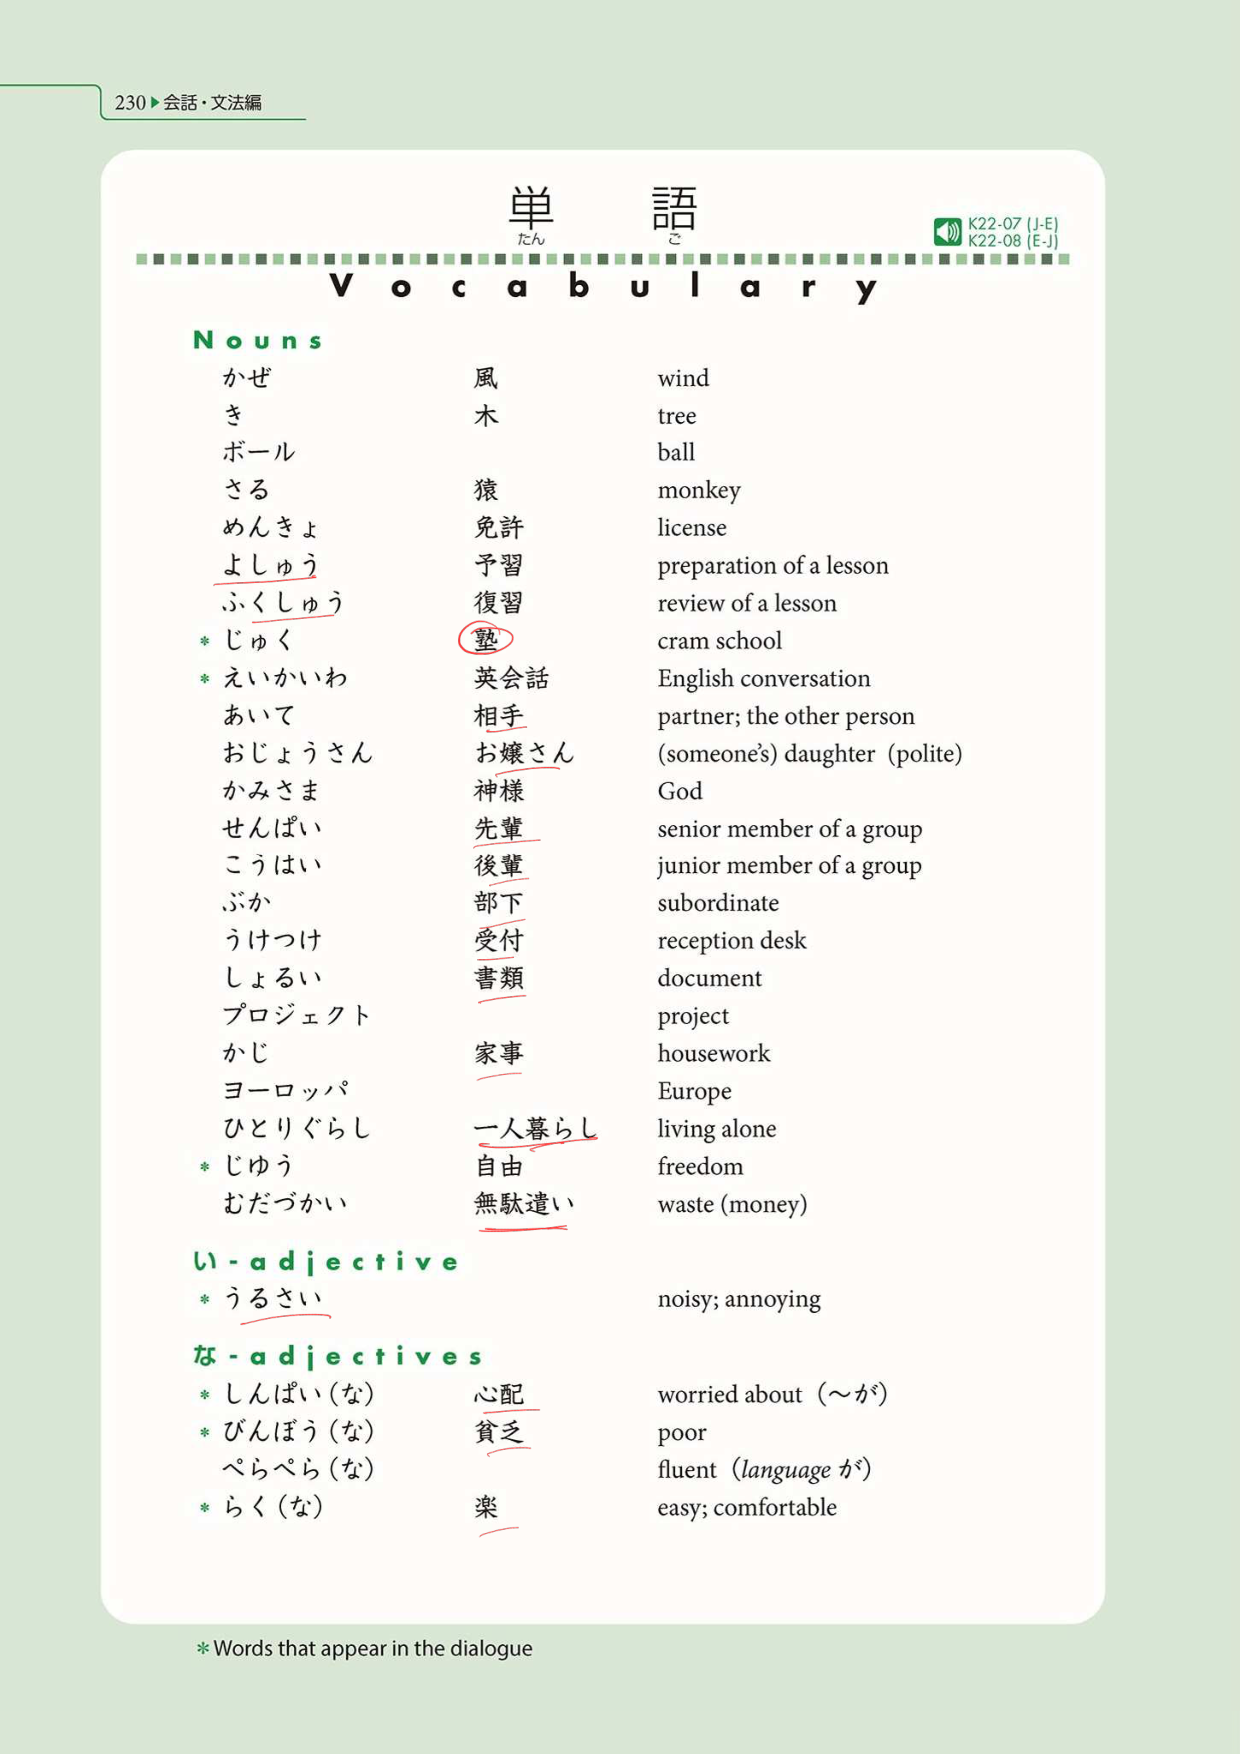 230▶会話・文法編
単語
たん ご
K22-07 (J-E)
K22-08 (E-J)
Vocabulary
Nouns
かぜ 風 wind
き 木 tree
ボール ball
さる 猿 monkey
めんきょ 免許 license
よしゅう 予習 preparation of a lesson
ふくしゅう 復習 review of a lesson
* じゅく 塾 cram school
* えいかいわ 英会話 English conversation
あいて 相手 partner; the other person
おじょうさん お嬢さん (someone's) daughter (polite)
かみさま 神様 God
せんぱい 先輩 senior member of a group
こうはい 後輩 junior member of a group
ぶか 部下 subordinate
うけつけ 受付 reception desk
しょるい 書類 document
プロジェクト project
かじ 家事 housework
ヨーロッパ Europe
ひとりぐらし 一人暮らし living alone
* じゆう 自由 freedom
むだづかい 無駄遣い waste (money)
い-adjective
* うるさい noisy; annoying
な-adjectives
* しんぱい(な) 心配 worried about (〜が)
* びんぼう(な) 貧乏 poor
ぺらぺら(な) fluent (language が)
* らく(な) 楽 easy; comfortable
* Words that appear in the dialogue